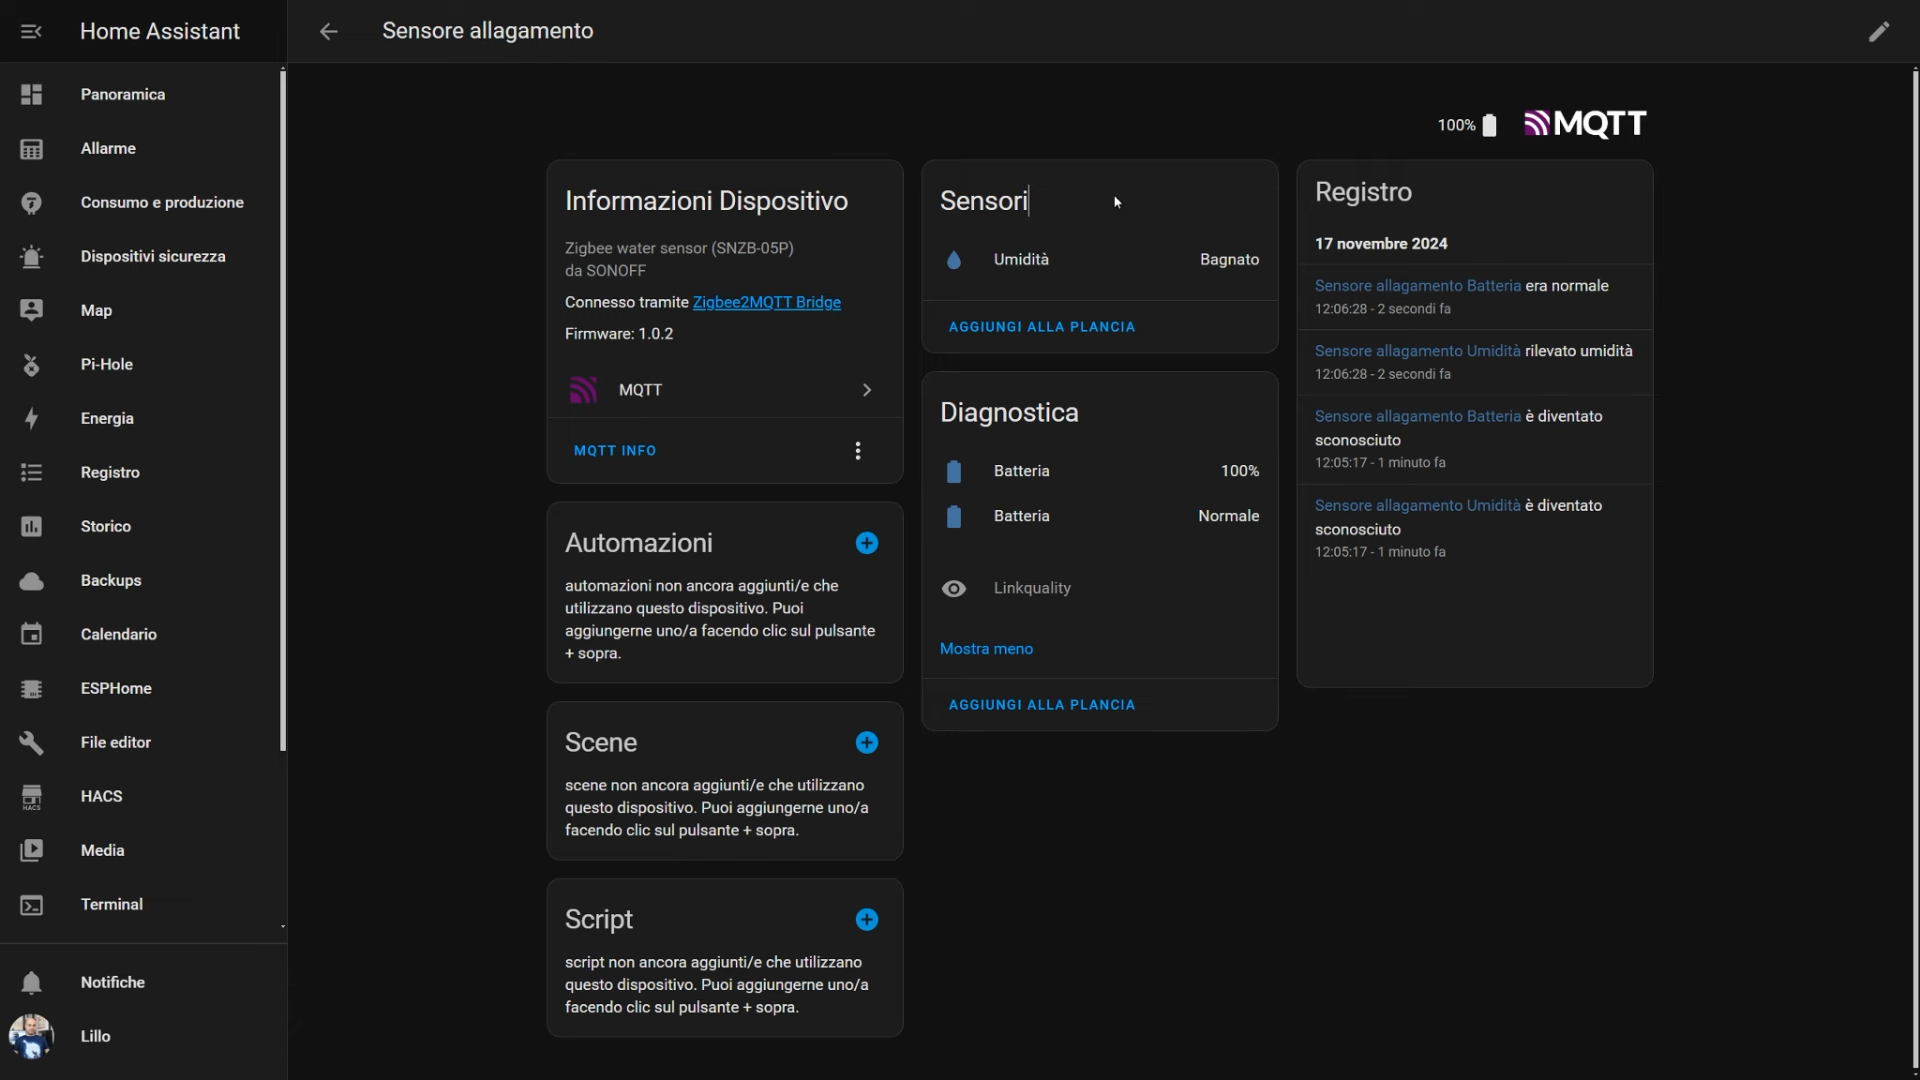 Home Assistant
Sensore allagamento
Panoramica
Allarme
Consumo e produzione
Dispositivi sicurezza
Map
Pi-Hole
Energia
Registro
Storico
Backups
Calendario
ESPHome
File editor
HACS
HACS
Media
Terminal
Notifiche
Lillo
100%
MQTT
Informazioni Dispositivo
Zigbee water sensor (SNZB-05P)
da SONOFF
Connesso tramite Zigbee2MQTT Bridge
Firmware: 1.0.2
MQTT
MQTT INFO
Automazioni
automazioni non ancora aggiunti/e che
utilizzano questo dispositivo. Puoi
aggiungerne uno/a facendo clic sul pulsante
+ sopra.
Scene
scene non ancora aggiunti/e che utilizzano
questo dispositivo. Puoi aggiungerne uno/a
facendo clic sul pulsante + sopra.
Script
script non ancora aggiunti/e che utilizzano
questo dispositivo. Puoi aggiungerne uno/a
facendo clic sul pulsante + sopra.
Sensori
Umidità Bagnato
AGGIUNGI ALLA PLANCIA
Diagnostica
Batteria 100%
Batteria Normale
Linkquality
Mostra meno
AGGIUNGI ALLA PLANCIA
Registro
17 novembre 2024
Sensore allagamento Batteria era normale
12:06:28 - 2 secondi fa
Sensore allagamento Umidità rilevato umidità
12:06:28 - 2 secondi fa
Sensore allagamento Batteria è diventato
sconosciuto
12:05:17 - 1 minuto fa
Sensore allagamento Umidità è diventato
sconosciuto
12:05:17 - 1 minuto fa